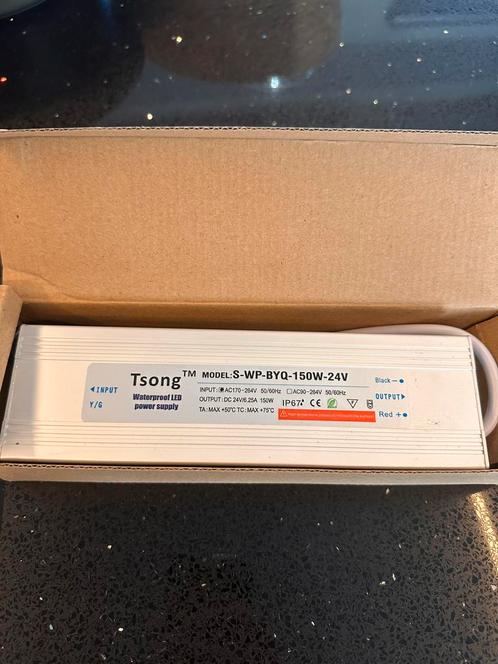 Tsong™ MODEL:S-WP-BYQ-150W-24V
Waterproof LED
power supply
◄INPUT
Y/G
INPUT: AC170-264V 50/60Hz AC90-264V 50/60Hz
OUTPUT: DC 24V/6.25A 150W
TA: MAX +50°C TC: MAX +75°C
IP67 CE
Black —
OUTPUT►
Red +